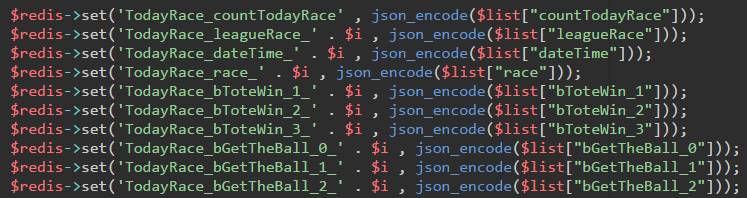 $redis->set('TodayRace_countTodayRace' , json_encode($list["countTodayRace"]));
$redis->set('TodayRace_leagueRace_' . $i , json_encode($list["leagueRace"]));
$redis->set('TodayRace_dateTime_' . $i , json_encode($list["dateTime"]));
$redis->set('TodayRace_race_' . $i , json_encode($list["race"]));
$redis->set('TodayRace_bToteWin_1_' . $i , json_encode($list["bToteWin_1"]));
$redis->set('TodayRace_bToteWin_2_' . $i , json_encode($list["bToteWin_2"]));
$redis->set('TodayRace_bToteWin_3_' . $i , json_encode($list["bToteWin_3"]));
$redis->set('TodayRace_bGetTheBall_0_' . $i , json_encode($list["bGetTheBall_0"]));
$redis->set('TodayRace_bGetTheBall_1_' . $i , json_encode($list["bGetTheBall_1"]));
$redis->set('TodayRace_bGetTheBall_2_' . $i , json_encode($list["bGetTheBall_2"]));